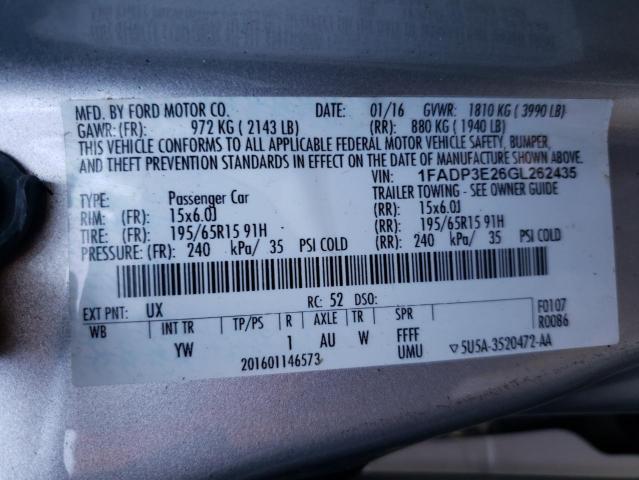 MFD. BY FORD MOTOR CO. DATE: 01/16 GVWR: 1810 KG ( 3990 LB)
GAWR: (FR): 972 KG ( 2143 LB) (RR): 880 KG ( 1940 LB)
THIS VEHICLE CONFORMS TO ALL APPLICABLE FEDERAL MOTOR VEHICLE SAFETY, BUMPER,
AND THEFT PREVENTION STANDARDS IN EFFECT ON THE DATE OF MANUFACTURE SHOWN ABOVE.
VIN: 1FADP3E26GL262435
TYPE: Passenger Car TRAILER TOWING - SEE OWNER GUIDE
RIM: (FR): 15x6.0J (RR): 15x6.0J
TIRE: (FR): 195/65R15 91H (RR): 195/65R15 91H
PRESSURE: (FR): 240 kPa/ 35 PSI COLD (RR): 240 kPa/ 35 PSI COLD
EXT PNT: UX RC: 52 DSO: F0107
WB INT TR TP/PS R AXLE TR SPR R0086
YW 1 AU W FFFF
201601146573 UMU ▽5U5A-3520472-AA